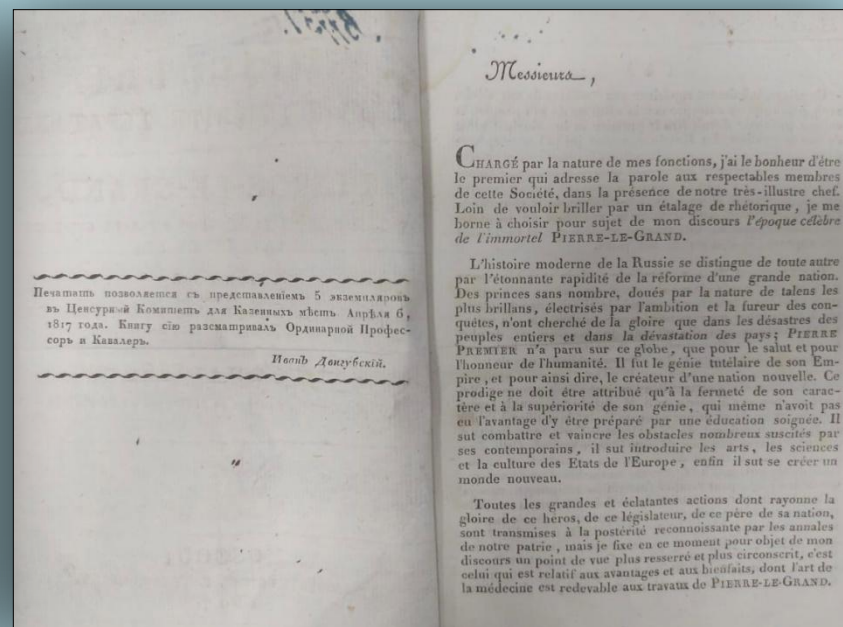 Печатать позволяется съ представленіемъ 5 экземпляровъ
въ Ценсурный Комитетъ для Казенныхъ мѣстъ. Апрѣля 6,
1817 года. Книгу сію разсматривалъ Ординарной Профес-
соръ и Кавалеръ.
Иванъ Двигубскій.
Messieurs,
CHARGÉ par la nature de mes fonctions, j'ai le bonheur d'être
le premier qui adresse la parole aux respectables membres
de cette Société, dans la présence de notre très-illustre chef.
Loin de vouloir briller par un étalage de rhétorique, je me
borne à choisir pour sujet de mon discours l'époque célèbre
de l'immortel PIERRE-LE-GRAND.
L'histoire moderne de la Russie se distingue de toute autre
par l'étonnante rapidité de la réforme d'une grande nation.
Des princes sans nombre, doués par la nature de talens les
plus brillans, électrisés par l'ambition et la fureur des con-
quêtes, n'ont cherché de la gloire que dans les désastres des
peuples entiers et dans la dévastation des pays; PIERRE
PREMIER n'a paru sur ce globe, que pour le salut et pour
l'honneur de l'humanité. Il fut le génie tutélaire de son Em-
pire, et pour ainsi dire, le créateur d'une nation nouvelle. Ce
prodige ne doit être attribué qu'à la fermeté de son carac-
tère et à la supériorité de son génie, qui même n'avoit pas
eu l'avantage d'y être préparé par une éducation soignée. Il
sut combattre et vaincre les obstacles nombreux suscités par
ses contemporains, il sut introduire les arts, les sciences
et la culture des Etats de l'Europe, enfin il sut se créer un
monde nouveau.
Toutes les grandes et éclatantes actions dont rayonne la
gloire de ce héros, de ce législateur, de ce père de sa nation,
sont transmises à la postérité reconnoissante par les annales
de notre patrie, mais je fixe en ce moment pour objet de mon
discours un point de vue plus resserré et plus circonscrit, c'est
celui qui est relatif aux avantages et aux bienfaits, dont l'art de
la médecine est redevable aux travaux de PIERRE-LE-GRAND.